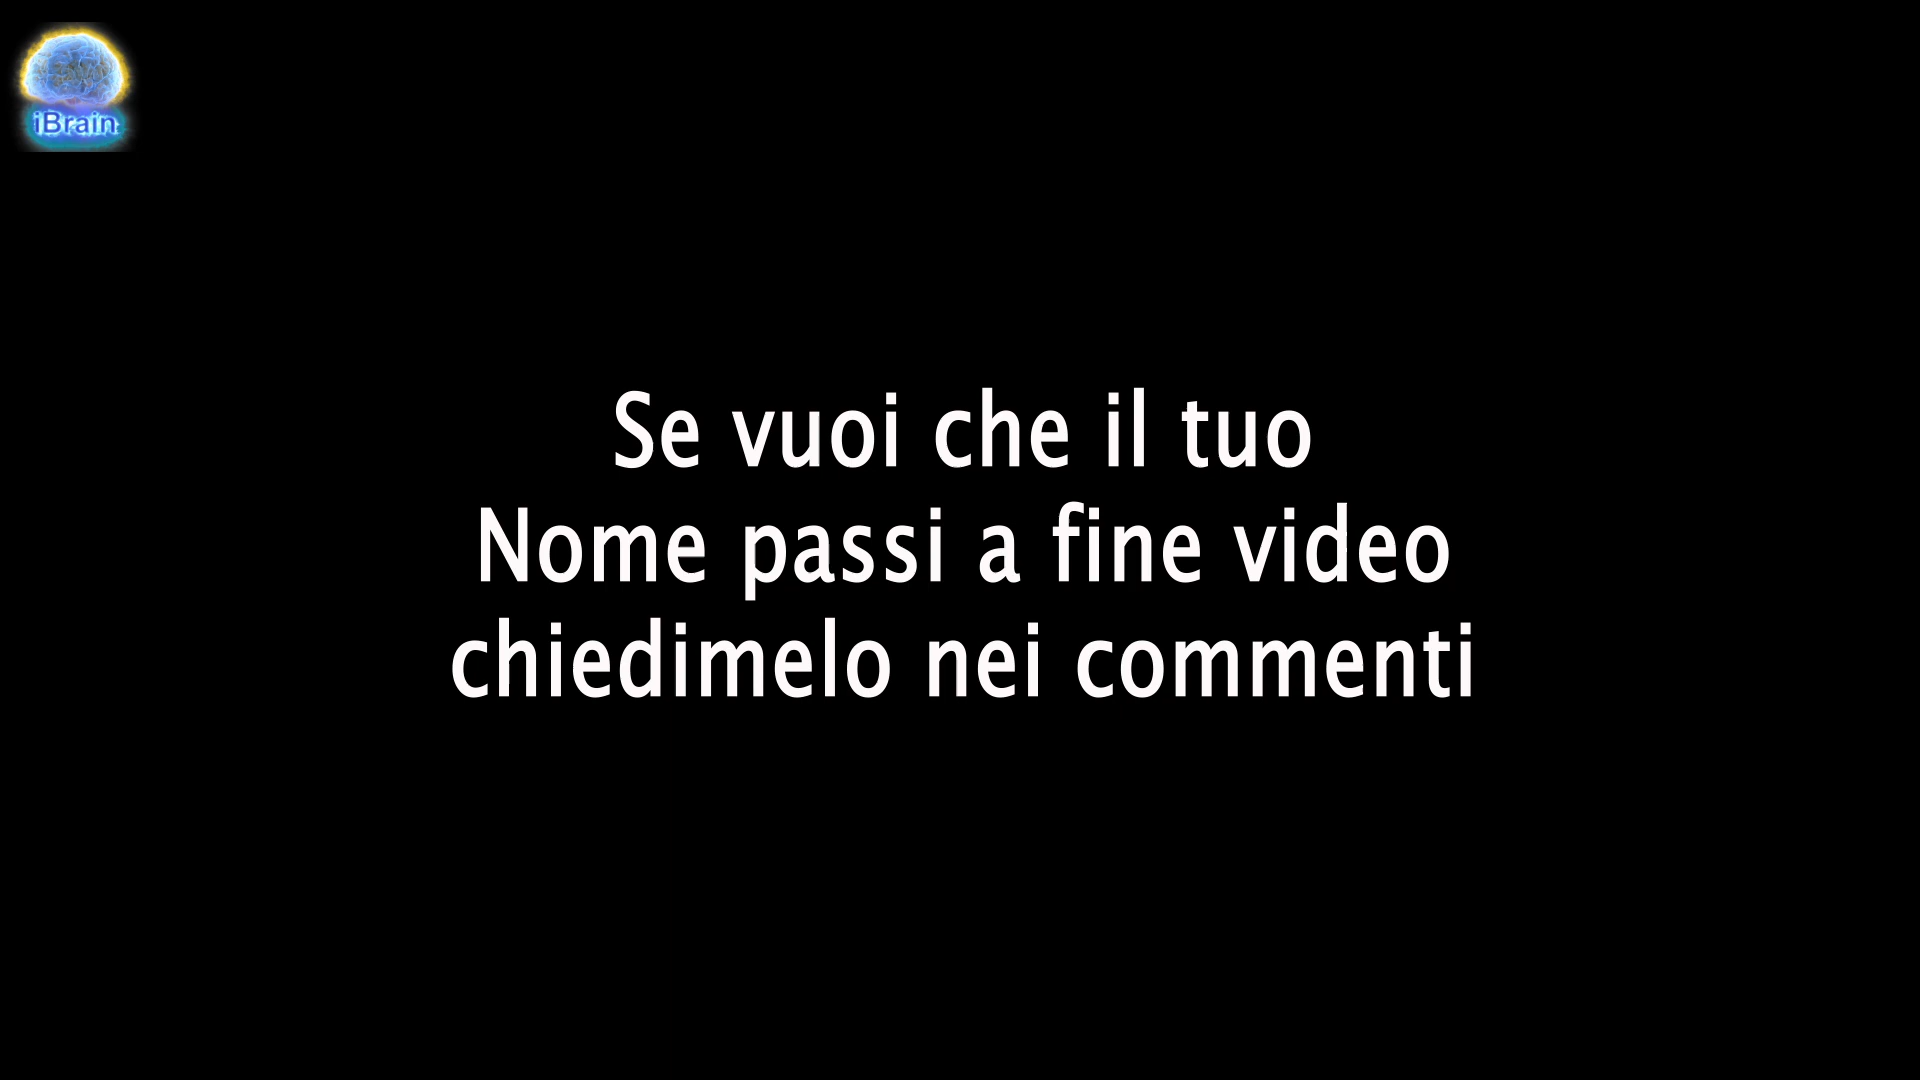 iBrain
Se vuoi che il tuo
Nome passi a fine video
chiedimelo nei commenti